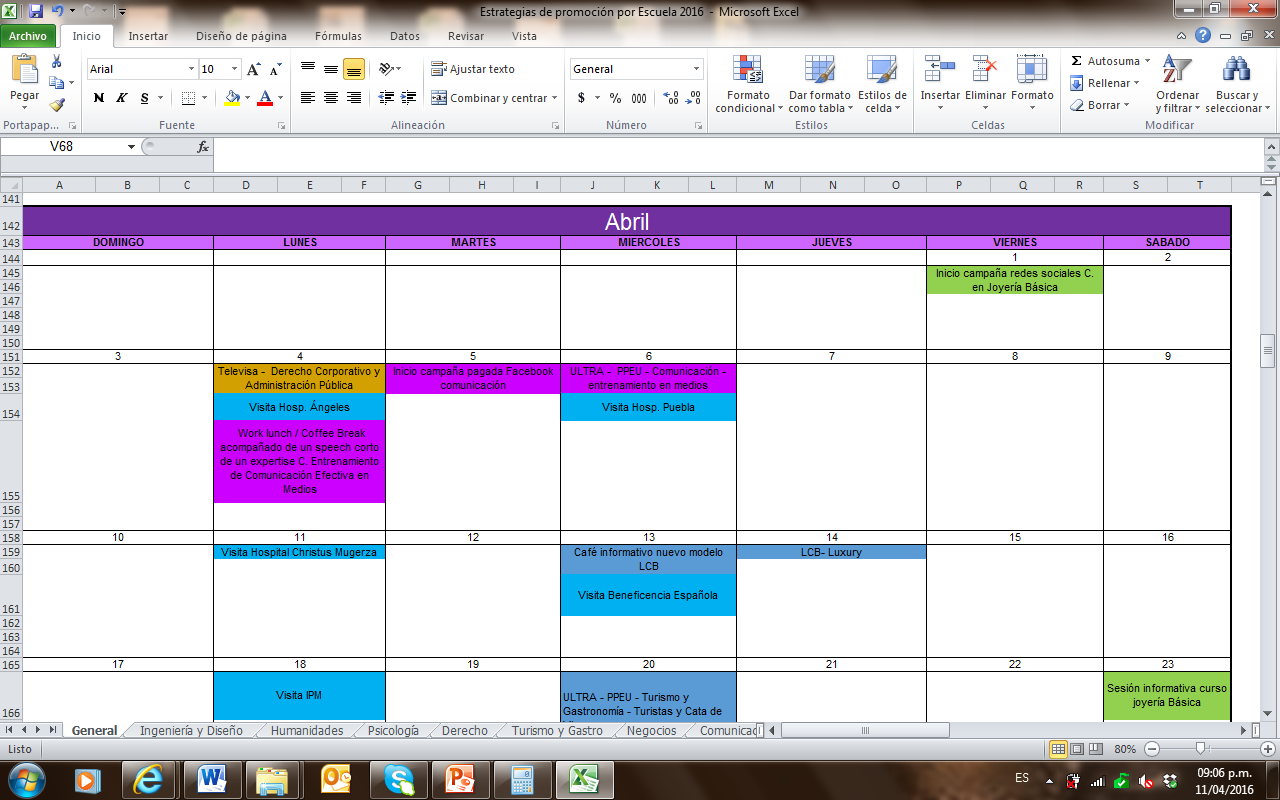 Estrategias de promoción por Escuela 2016 - Microsoft Excel
Archivo Inicio Insertar Diseño de página Fórmulas Datos Revisar Vista
Pegar
Arial 10
N K S
Ajustar texto
Combinar y centrar
General
$ % 000
Formato condicional
Dar formato como tabla
Estilos de celda
Insertar Eliminar Formato
Σ Autosuma
Rellenar
Borrar
Ordenar y filtrar
Buscar y seleccionar
Portapap... Fuente Alineación Número Estilos Celdas Modificar
V68 fx
A B C D E F G H I J K L M N O P Q R S T
141
142 Abril
143 DOMINGO LUNES MARTES MIERCOLES JUEVES VIERNES SABADO
144 1 2
145 Inicio campaña redes sociales C.
146 en Joyería Básica
147
148
149
150
151 3 4 5 6 7 8 9
152 Televisa - Derecho Corporativo y Inicio campaña pagada Facebook ULTRA - PPEU - Comunicación -
153 Administración Pública comunicación entrenamiento en medios
154 Visita Hosp. Ángeles Visita Hosp. Puebla
Work lunch / Coffee Break
acompañado de un speech corto
de un expertise C. Entrenamiento
de Comunicación Efectiva en
155 Medios
156
157
158 10 11 12 13 14 15 16
159 Visita Hospital Christus Mugerza Café informativo nuevo modelo LCB- Luxury
160 LCB
161 Visita Beneficencia Española
162
163
164
165 17 18 19 20 21 22 23
166 Visita IPM
ULTRA - PPEU - Turismo y
Gastronomía - Turistas y Cata de
Sesión informativa curso
joyería Básica
General Ingeniería y Diseño Humanidades Psicología Derecho Turismo y Gastro Negocios Comunicad
Listo 80%
ES 09:06 p.m.
11/04/2016